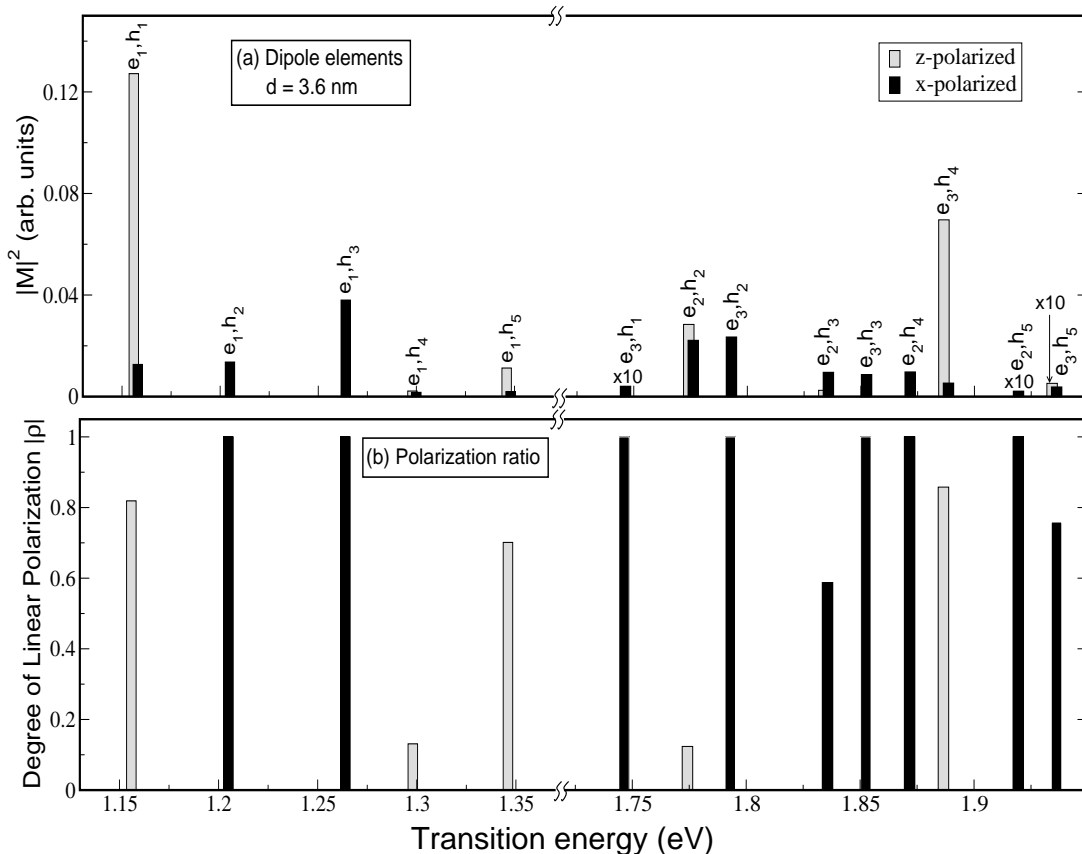 (a) Dipole elements
d = 3.6 nm
z-polarized
x-polarized
|M|² (arb. units)
0.12
0.08
0.04
0
e₁,h₁
e₁,h₂
e₁,h₃
e₁,h₄
e₁,h₅
e₃,h₁
x10
e₂,h₂
e₃,h₂
e₂,h₃
e₃,h₃
e₂,h₄
e₃,h₄
e₂,h₅
x10
x10
e₃,h₅
(b) Polarization ratio
Degree of Linear Polarization |ρ|
1
0.8
0.6
0.4
0.2
0
1.15
1.2
1.25
1.3
1.35
1.75
1.8
1.85
1.9
Transition energy (eV)